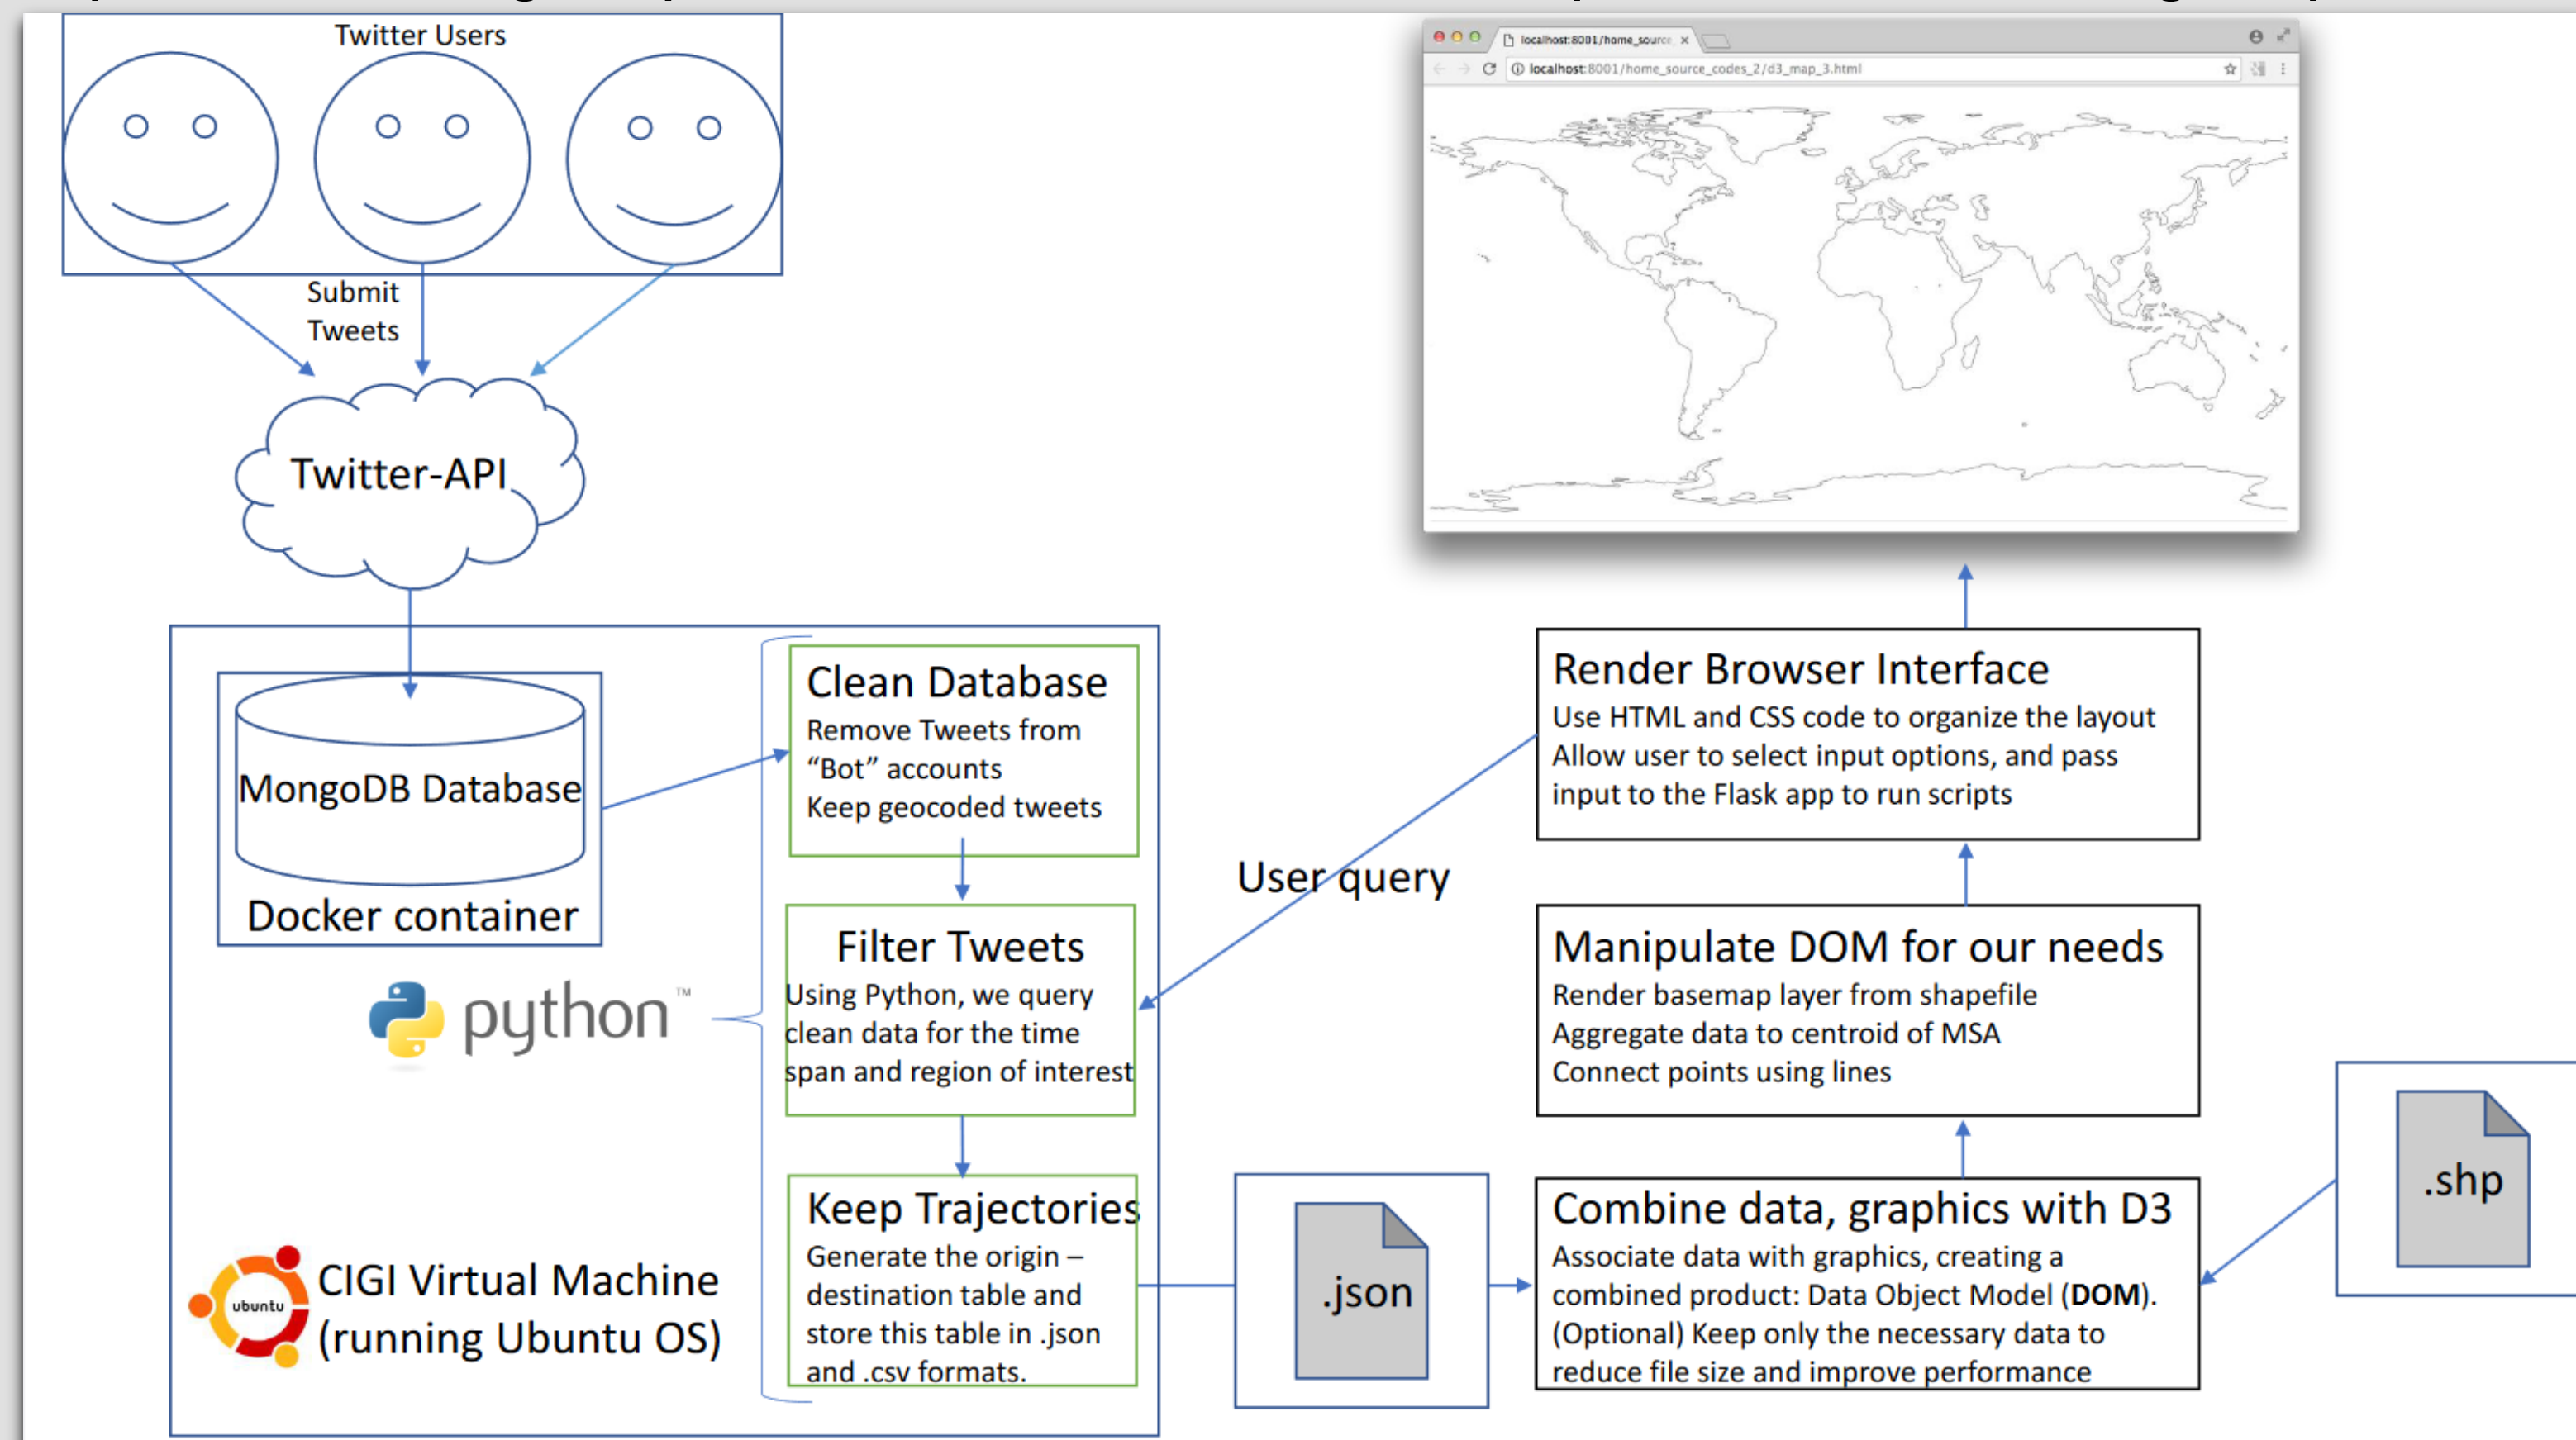 Twitter Users
Submit
Tweets
Twitter-API
localhost:8001/home_source
localhost:8001/home_source_codes_2/d3_map_3.html
MongoDB Database
Docker container
python™
ubuntu
CIGI Virtual Machine
(running Ubuntu OS)
Clean Database
Remove Tweets from
“Bot” accounts
Keep geocoded tweets
Filter Tweets
Using Python, we query
clean data for the time
span and region of interest
Keep Trajectories
Generate the origin –
destination table and
store this table in .json
and .csv formats.
User query
.json
Render Browser Interface
Use HTML and CSS code to organize the layout
Allow user to select input options, and pass
input to the Flask app to run scripts
Manipulate DOM for our needs
Render basemap layer from shapefile
Aggregate data to centroid of MSA
Connect points using lines
Combine data, graphics with D3
Associate data with graphics, creating a
combined product: Data Object Model (DOM).
(Optional) Keep only the necessary data to
reduce file size and improve performance
.shp